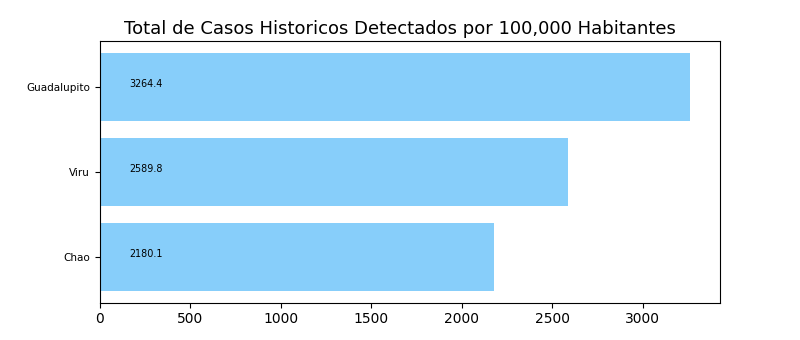 Total de Casos Historicos Detectados por 100,000 Habitantes
Guadalupito
3264.4
Viru
2589.8
Chao
2180.1
0 500 1000 1500 2000 2500 3000